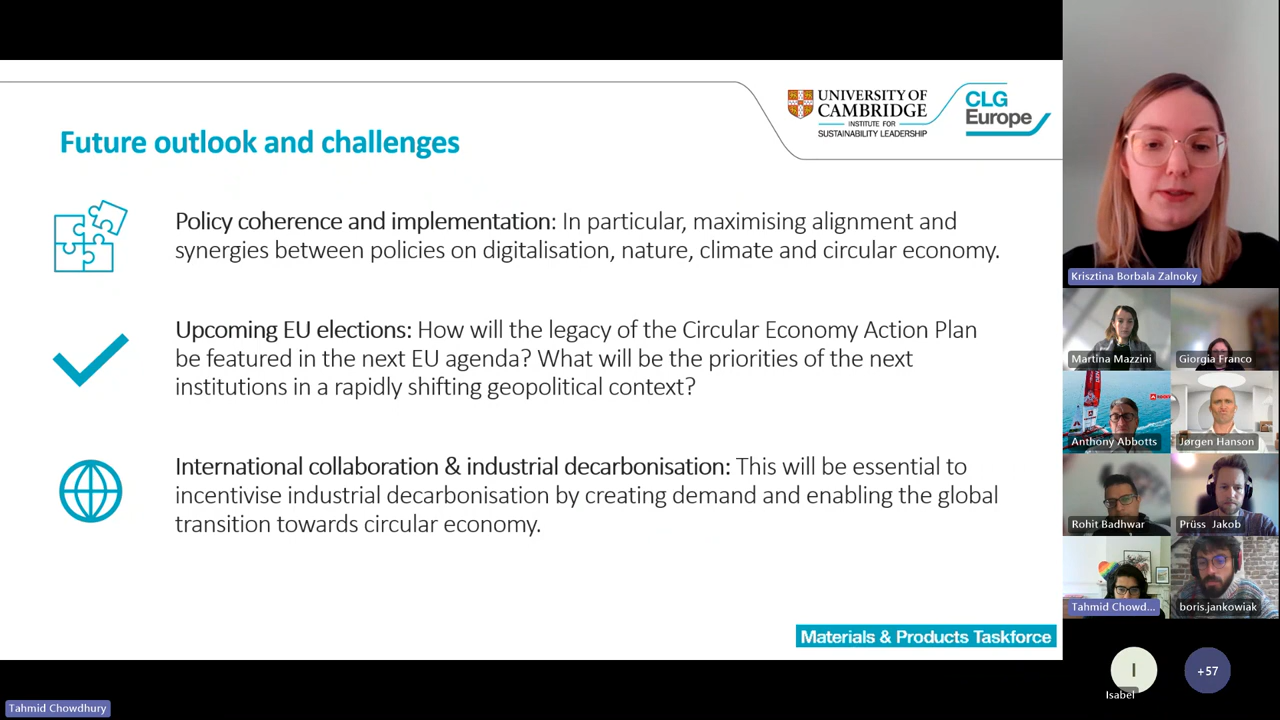 UNIVERSITY OF
CAMBRIDGE
INSTITUTE FOR
SUSTAINABILITY LEADERSHIP
CLG
Europe
Future outlook and challenges
Policy coherence and implementation: In particular, maximising alignment and
synergies between policies on digitalisation, nature, climate and circular economy.
Upcoming EU elections: How will the legacy of the Circular Economy Action Plan
be featured in the next EU agenda? What will be the priorities of the next
institutions in a rapidly shifting geopolitical context?
International collaboration & industrial decarbonisation: This will be essential to
incentivise industrial decarbonisation by creating demand and enabling the global
transition towards circular economy.
Materials & Products Taskforce
Tahmid Chowdhury
Krisztina Borbala Zalnoky
Martina Mazzini
Giorgia Franco
Anthony Abbotts
Jørgen Hanson
Rohit Badhwar
Prüss Jakob
Tahmid Chowd...
boris.jankowiak
I
Isabel
+57